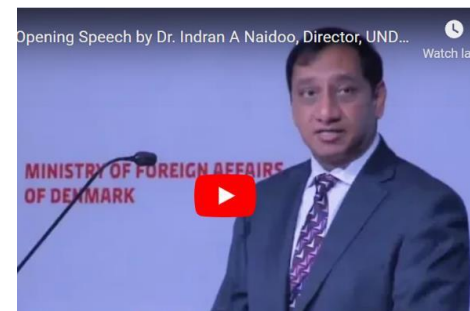 Opening Speech by Dr. Indran A Naidoo, Director, UND...
Watch la
MINISTRY OF FOREIGN AFFAIRS
OF DENMARK